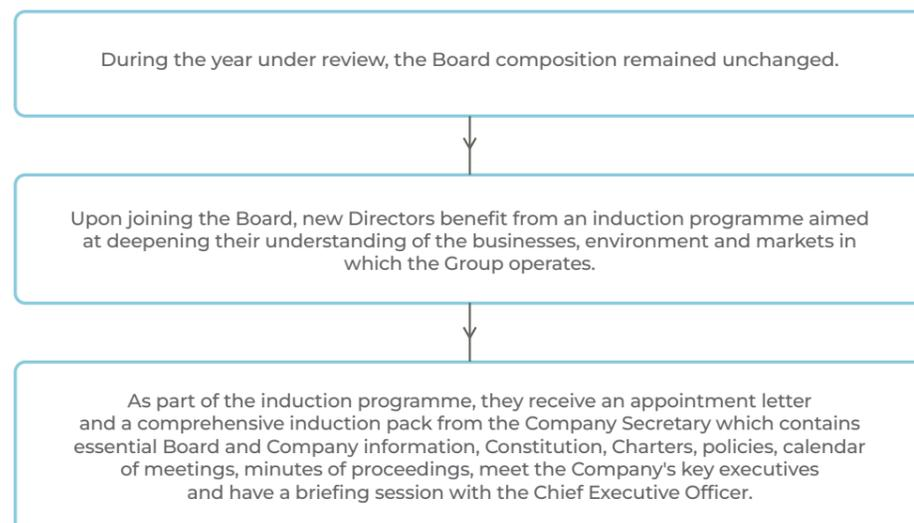 During the year under review, the Board composition remained unchanged.
Upon joining the Board, new Directors benefit from an induction programme aimed
at deepening their understanding of the businesses, environment and markets in
which the Group operates.
As part of the induction programme, they receive an appointment letter
and a comprehensive induction pack from the Company Secretary which contains
essential Board and Company information, Constitution, Charters, policies, calendar
of meetings, minutes of proceedings, meet the Company's key executives
and have a briefing session with the Chief Executive Officer.